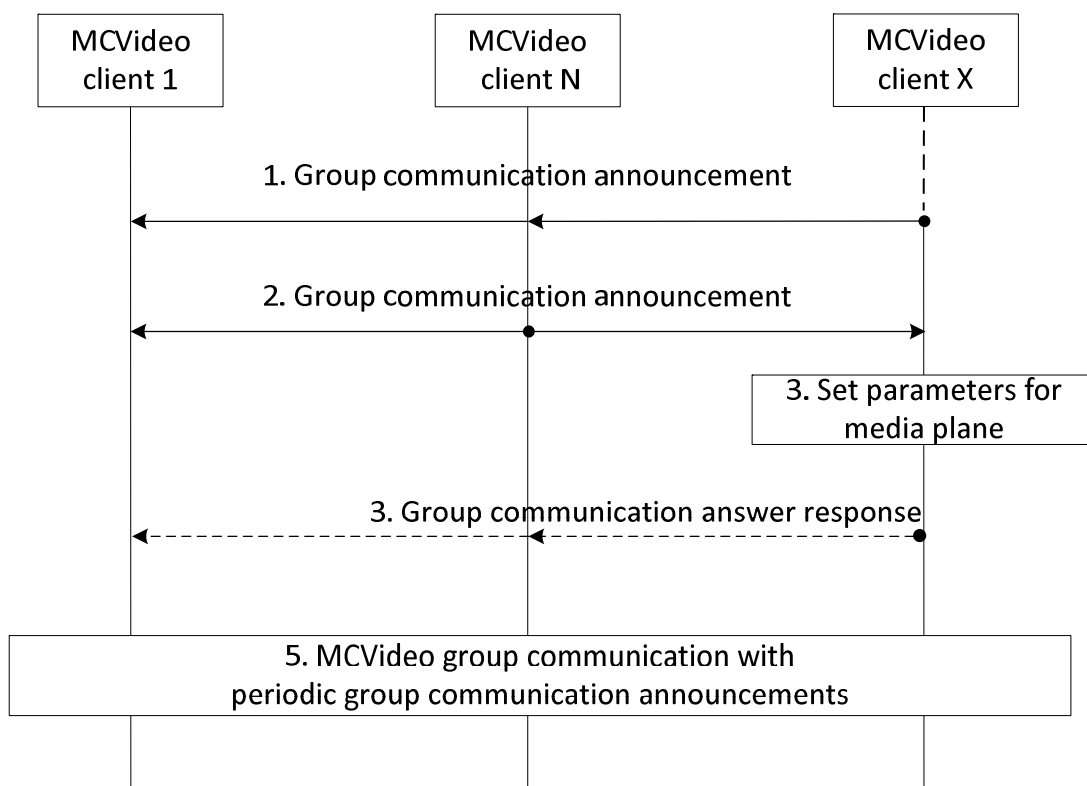 MCVideo
client 1
MCVideo
client N
MCVideo
client X
1. Group communication announcement
2. Group communication announcement
3. Set parameters for
media plane
3. Group communication answer response
5. MCVideo group communication with
periodic group communication announcements